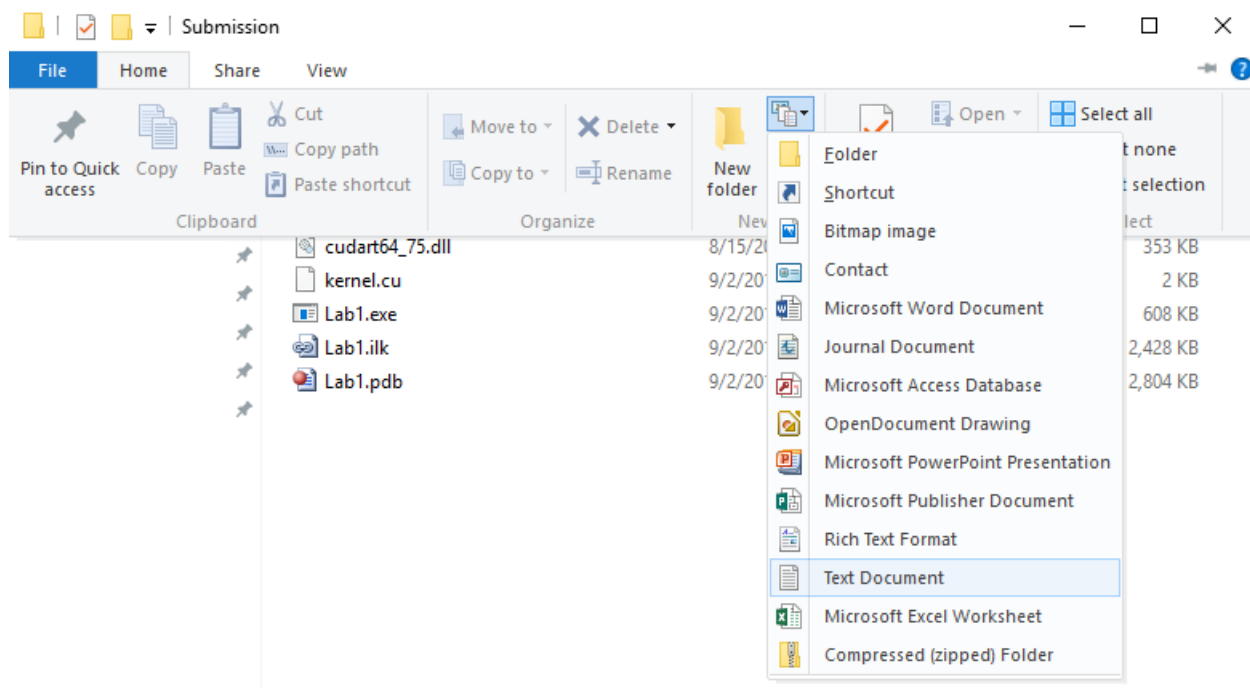 Submission
File Home Share View
Pin to Quick access
Copy
Paste
Cut
Copy path
Paste shortcut
Clipboard
Move to
Copy to
Delete
Rename
Organize
New folder
Open
Select all
none
selection
Folder
Shortcut
Bitmap image
Contact
Microsoft Word Document
Journal Document
Microsoft Access Database
OpenDocument Drawing
Microsoft PowerPoint Presentation
Microsoft Publisher Document
Rich Text Format
Text Document
Microsoft Excel Worksheet
Compressed (zipped) Folder
cudart64_75.dll 8/15/20 353 KB
kernel.cu 9/2/20 2 KB
Lab1.exe 9/2/20 608 KB
Lab1.ilk 9/2/20 2,428 KB
Lab1.pdb 9/2/20 2,804 KB